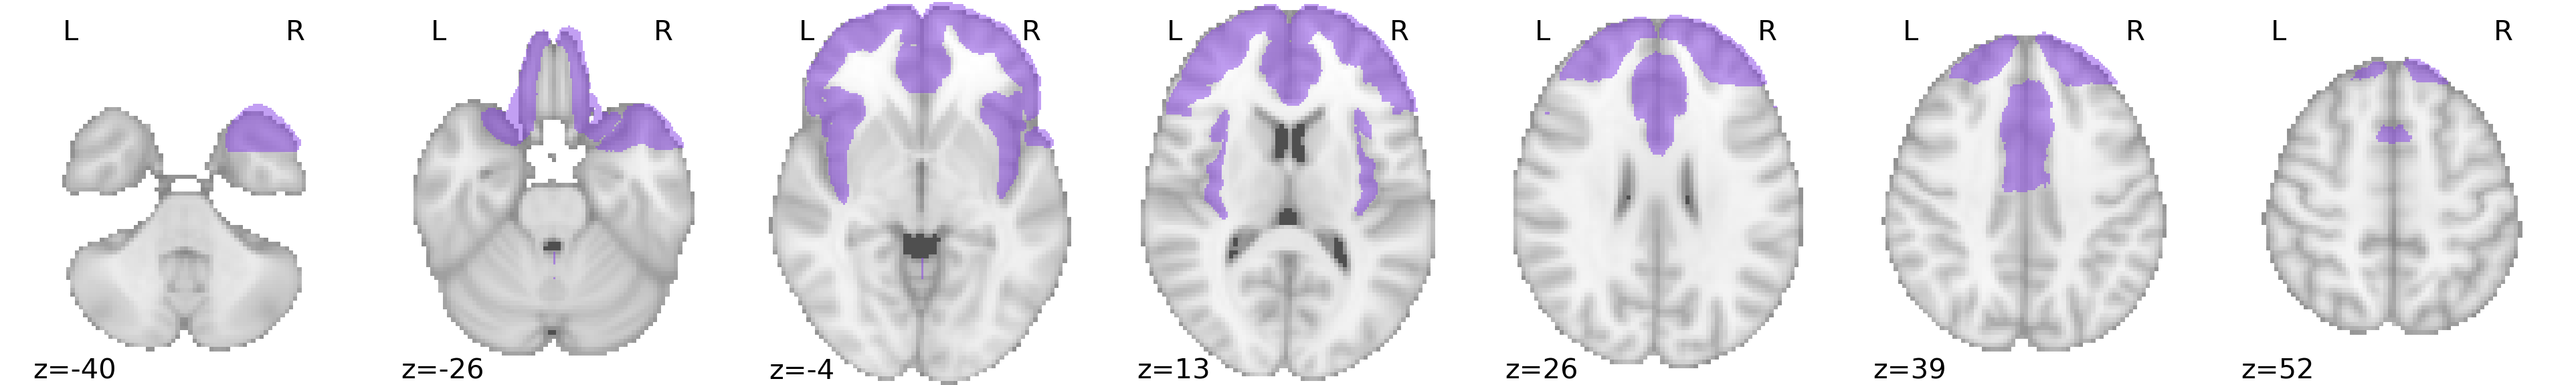 L R L R L R L R L R L R L R
z=-40 z=-26 z=-4 z=13 z=26 z=39 z=52